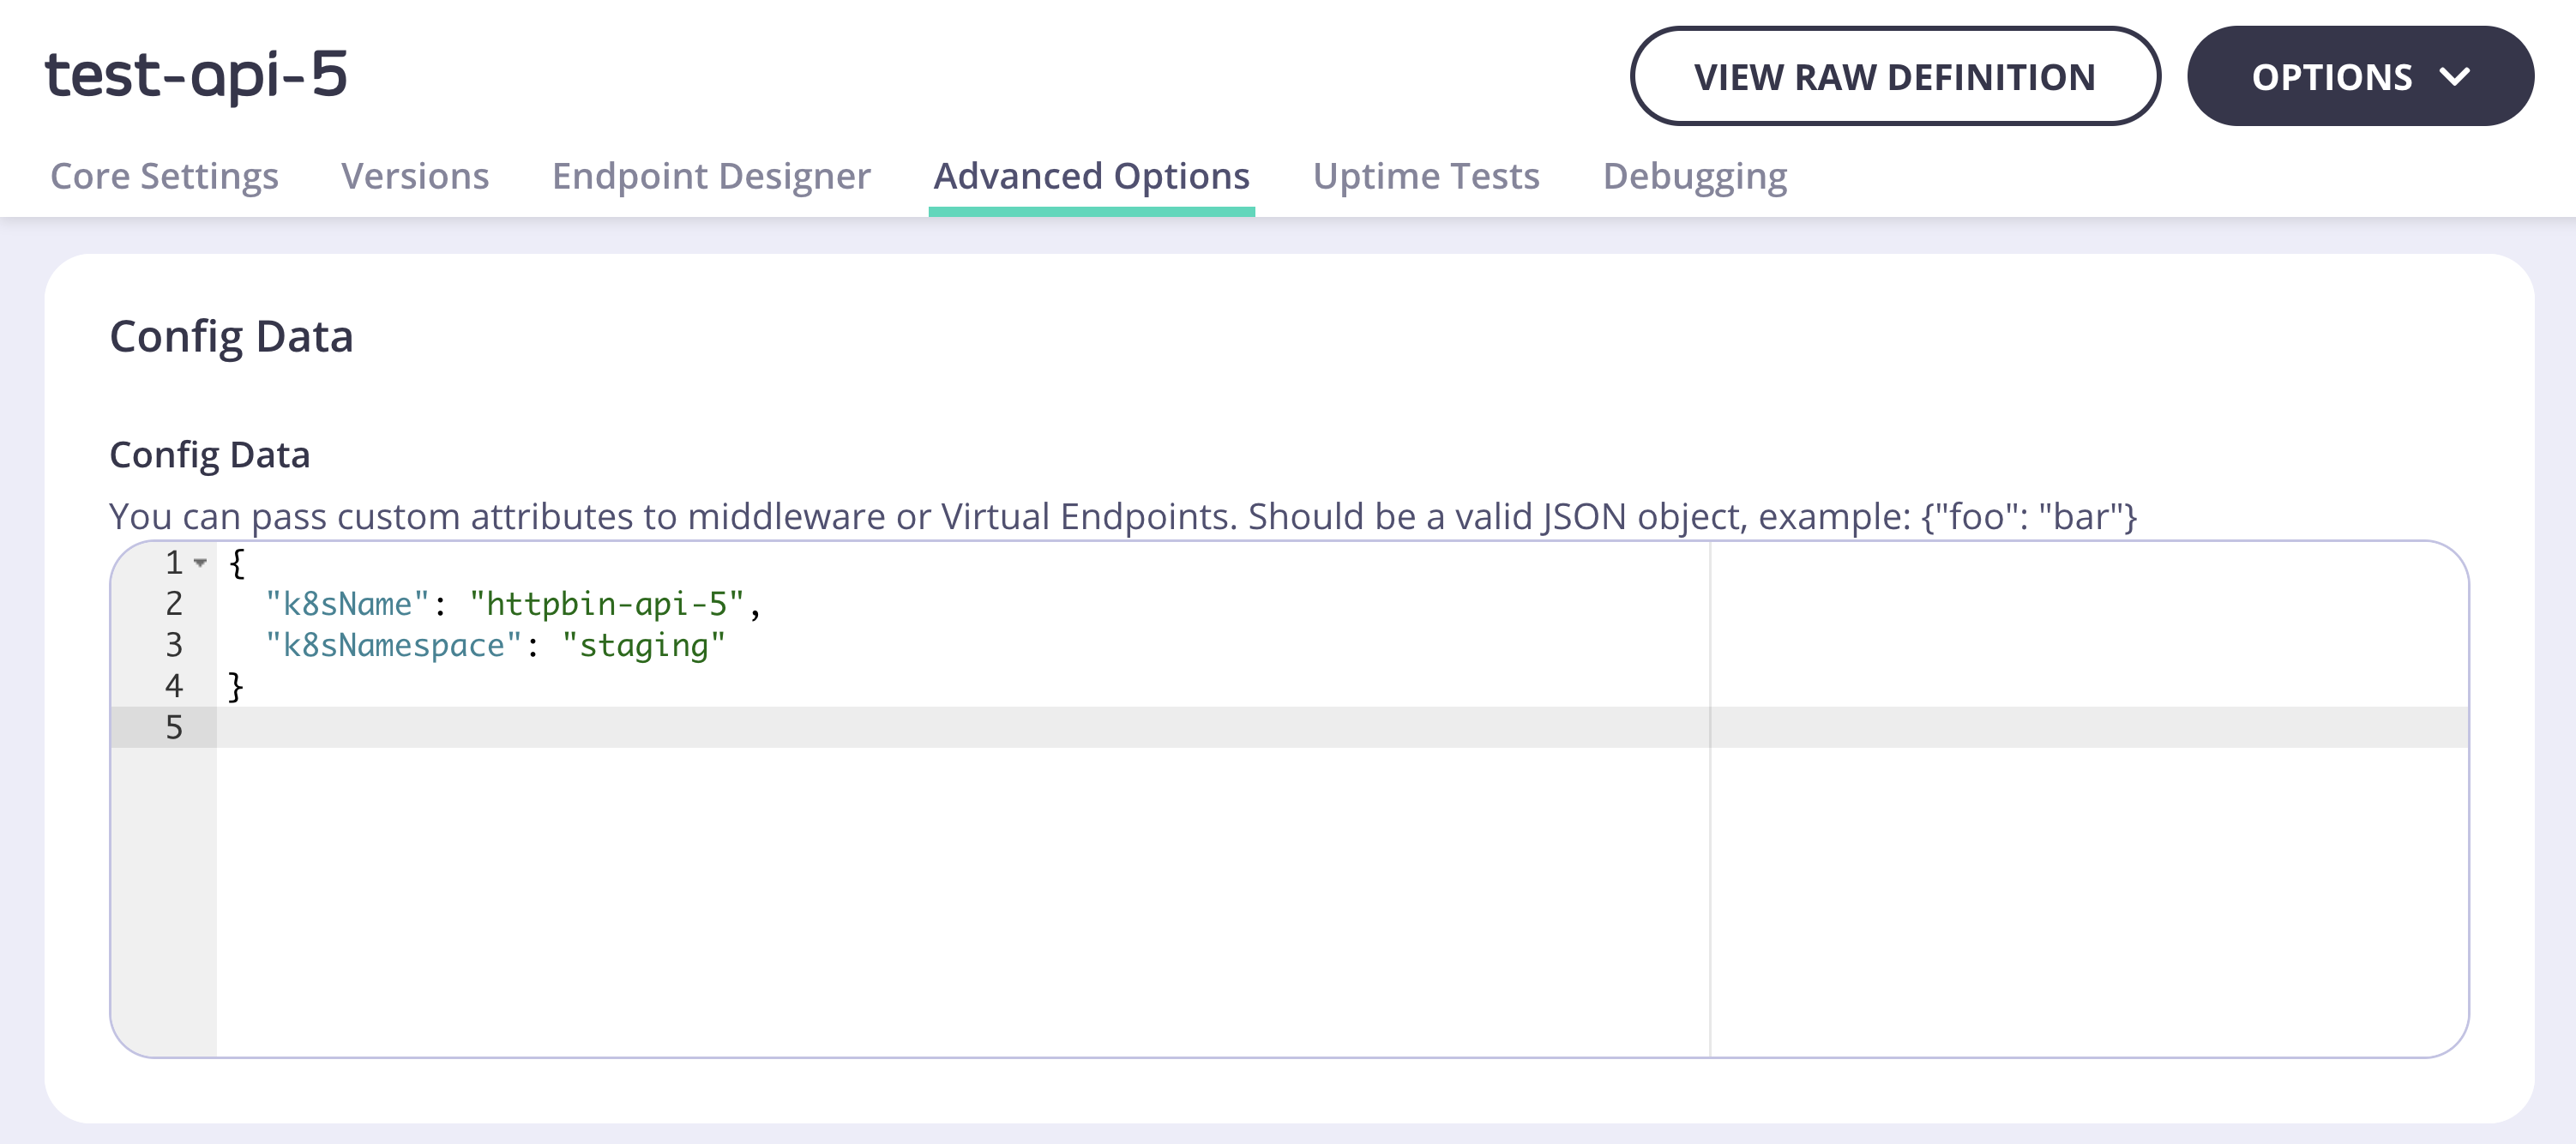 test-api-5
VIEW RAW DEFINITION
OPTIONS
Core Settings Versions Endpoint Designer Advanced Options Uptime Tests Debugging
Config Data
Config Data
You can pass custom attributes to middleware or Virtual Endpoints. Should be a valid JSON object, example: {"foo": "bar"}
1 {
2 "k8sName": "httpbin-api-5",
3 "k8sNamespace": "staging"
4 }
5